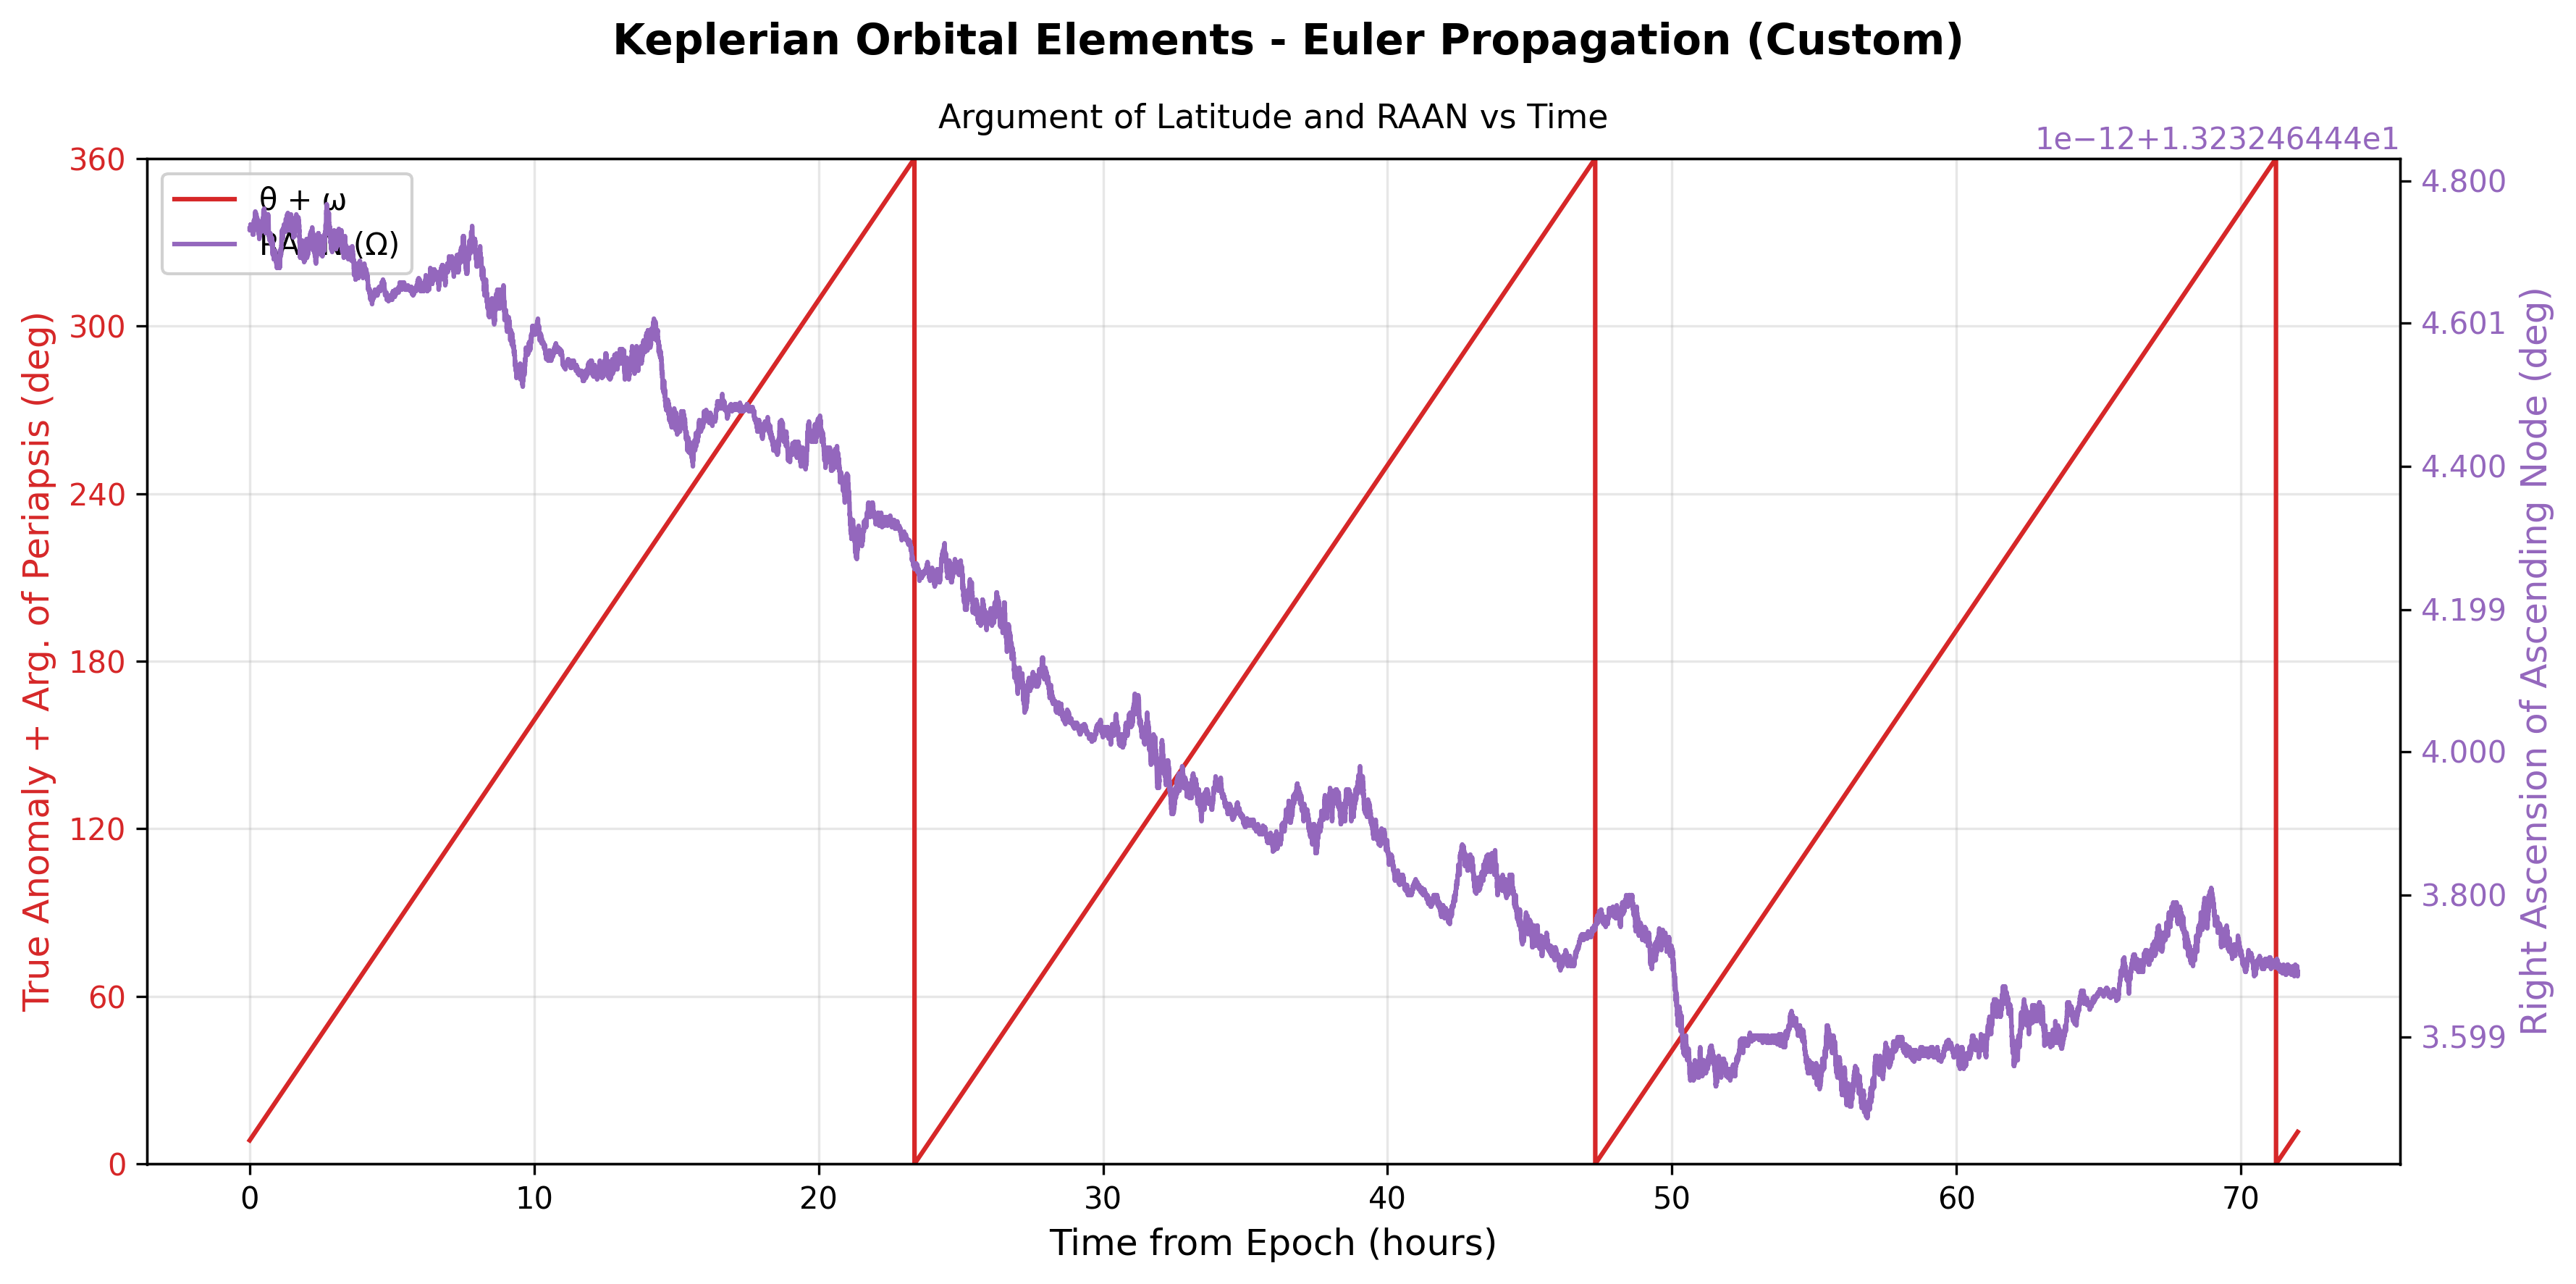 Keplerian Orbital Elements - Euler Propagation (Custom)
Argument of Latitude and RAAN vs Time
1e−12+1.323246444e1
θ + ω
(Ω)
True Anomaly + Arg. of Periapsis (deg)
360
300
240
180
120
60
0
4.800
4.601
4.400
4.199
4.000
3.800
3.599
Right Ascension of Ascending Node (deg)
0
10
20
30
40
50
60
70
Time from Epoch (hours)